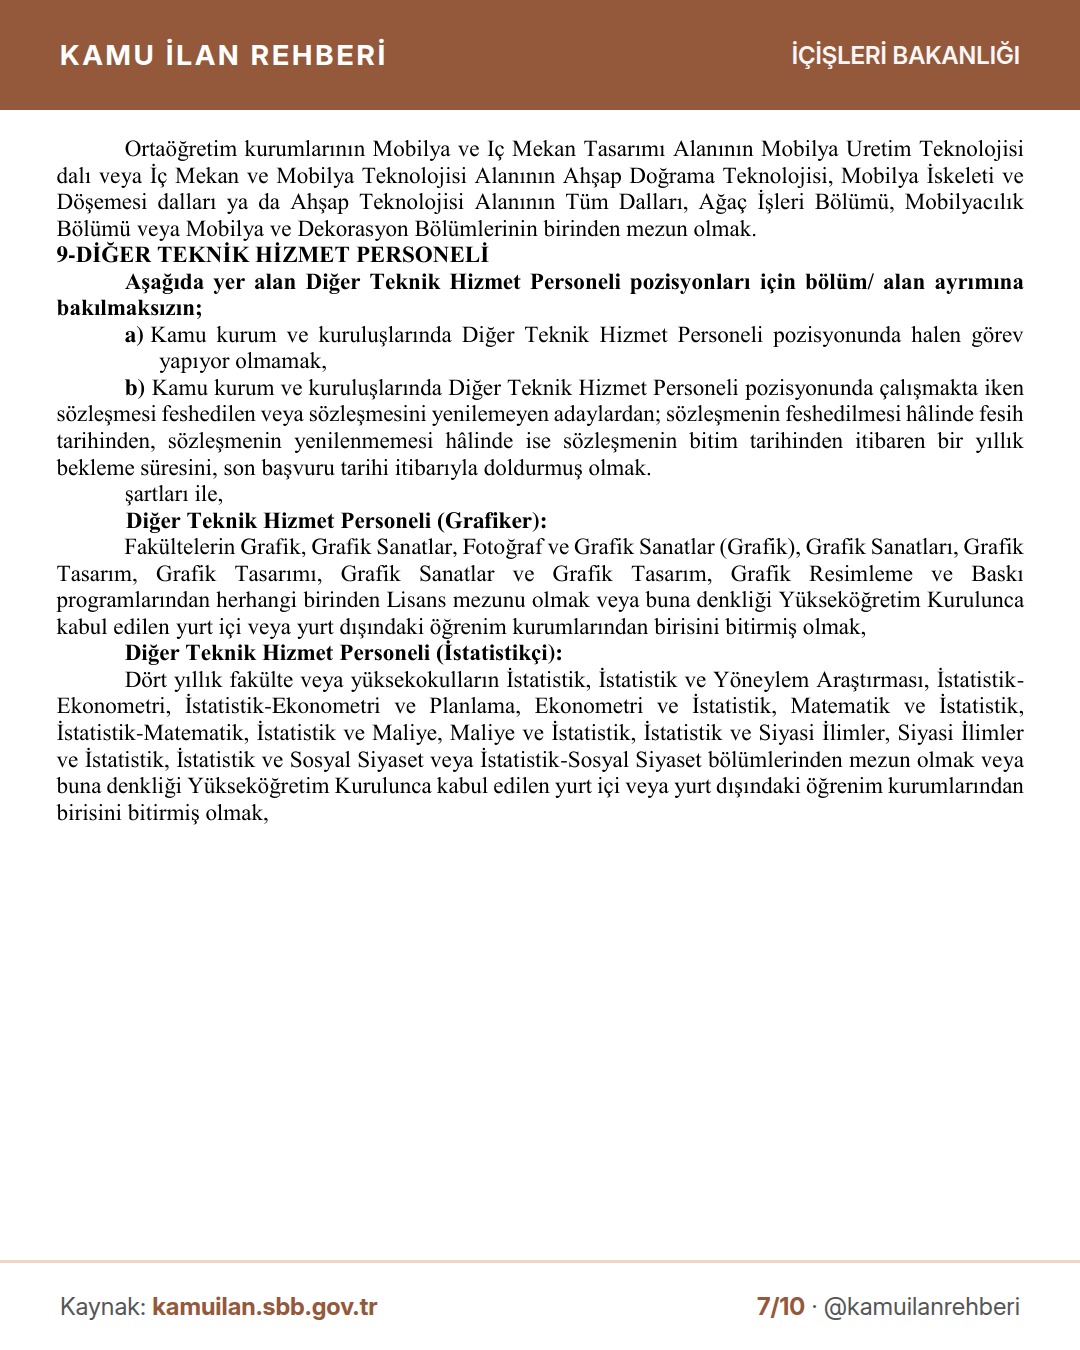 KAMU İLAN REHBERİ
İÇİŞLERİ BAKANLIĞI
Ortaöğretim kurumlarının Mobilya ve Iç Mekan Tasarımı Alanının Mobilya Uretim Teknolojisi
dalı veya İç Mekan ve Mobilya Teknolojisi Alanının Ahşap Doğrama Teknolojisi, Mobilya İskeleti ve
Döşemesi dalları ya da Ahşap Teknolojisi Alanının Tüm Dalları, Ağaç İşleri Bölümü, Mobilyacılık
Bölümü veya Mobilya ve Dekorasyon Bölümlerinin birinden mezun olmak.
9-DİĞER TEKNİK HİZMET PERSONELİ
Aşağıda yer alan Diğer Teknik Hizmet Personeli pozisyonları için bölüm/ alan ayrımına
bakılmaksızın;
a) Kamu kurum ve kuruluşlarında Diğer Teknik Hizmet Personeli pozisyonunda halen görev
yapıyor olmamak,
b) Kamu kurum ve kuruluşlarında Diğer Teknik Hizmet Personeli pozisyonunda çalışmakta iken
sözleşmesi feshedilen veya sözleşmesini yenilemeyen adaylardan; sözleşmenin feshedilmesi hâlinde fesih
tarihinden, sözleşmenin yenilenmemesi hâlinde ise sözleşmenin bitim tarihinden itibaren bir yıllık
bekleme süresini, son başvuru tarihi itibarıyla doldurmuş olmak.
şartları ile,
Diğer Teknik Hizmet Personeli (Grafiker):
Fakültelerin Grafik, Grafik Sanatlar, Fotoğraf ve Grafik Sanatlar (Grafik), Grafik Sanatları, Grafik
Tasarım, Grafik Tasarımı, Grafik Sanatlar ve Grafik Tasarım, Grafik Resimleme ve Baskı
programlarından herhangi birinden Lisans mezunu olmak veya buna denkliği Yükseköğretim Kurulunca
kabul edilen yurt içi veya yurt dışındaki öğrenim kurumlarından birisini bitirmiş olmak,
Diğer Teknik Hizmet Personeli (İstatistikçi):
Dört yıllık fakülte veya yüksekokulların İstatistik, İstatistik ve Yöneylem Araştırması, İstatistik-
Ekonometri, İstatistik-Ekonometri ve Planlama, Ekonometri ve İstatistik, Matematik ve İstatistik,
İstatistik-Matematik, İstatistik ve Maliye, Maliye ve İstatistik, İstatistik ve Siyasi İlimler, Siyasi İlimler
ve İstatistik, İstatistik ve Sosyal Siyaset veya İstatistik-Sosyal Siyaset bölümlerinden mezun olmak veya
buna denkliği Yükseköğretim Kurulunca kabul edilen yurt içi veya yurt dışındaki öğrenim kurumlarından
birisini bitirmiş olmak,
Kaynak: kamuilan.sbb.gov.tr
7/10 · @kamuilanrehberi